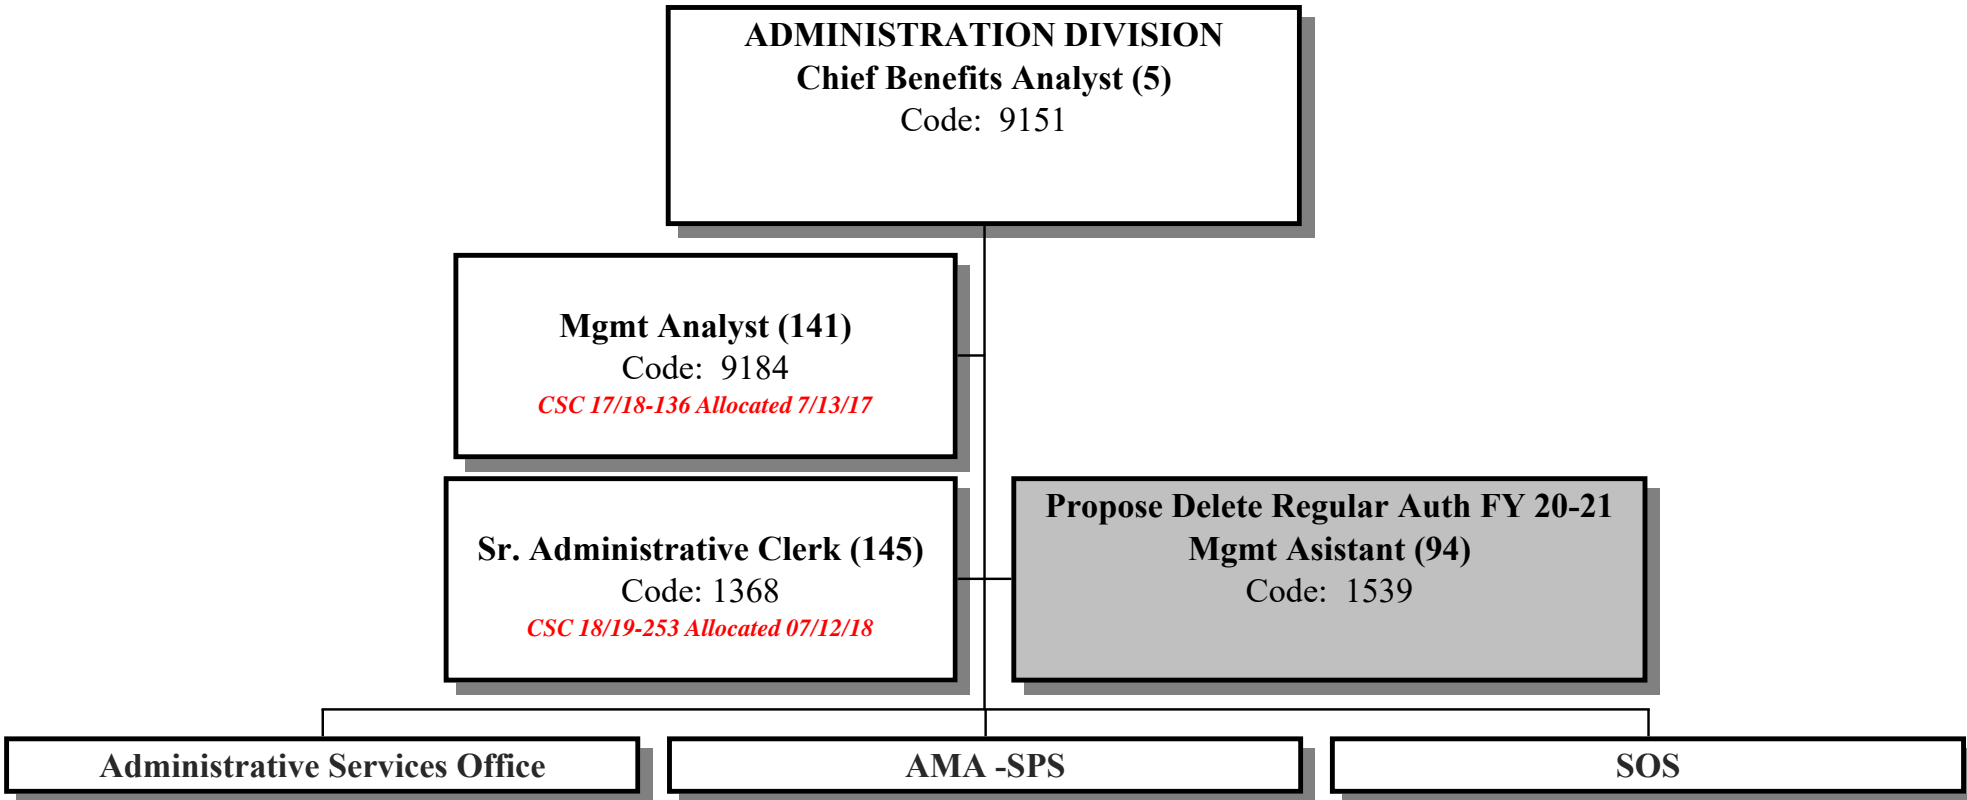 ADMINISTRATION DIVISION
Chief Benefits Analyst (5)
Code:  9151
Mgmt Analyst (141)
Code:  9184
CSC 17/18-136 Allocated 7/13/17
Sr. Administrative Clerk (145)
Code: 1368
CSC 18/19-253 Allocated 07/12/18
Propose Delete Regular Auth FY 20-21
Mgmt Asistant (94)
Code:  1539
Administrative Services Office
AMA -SPS
SOS